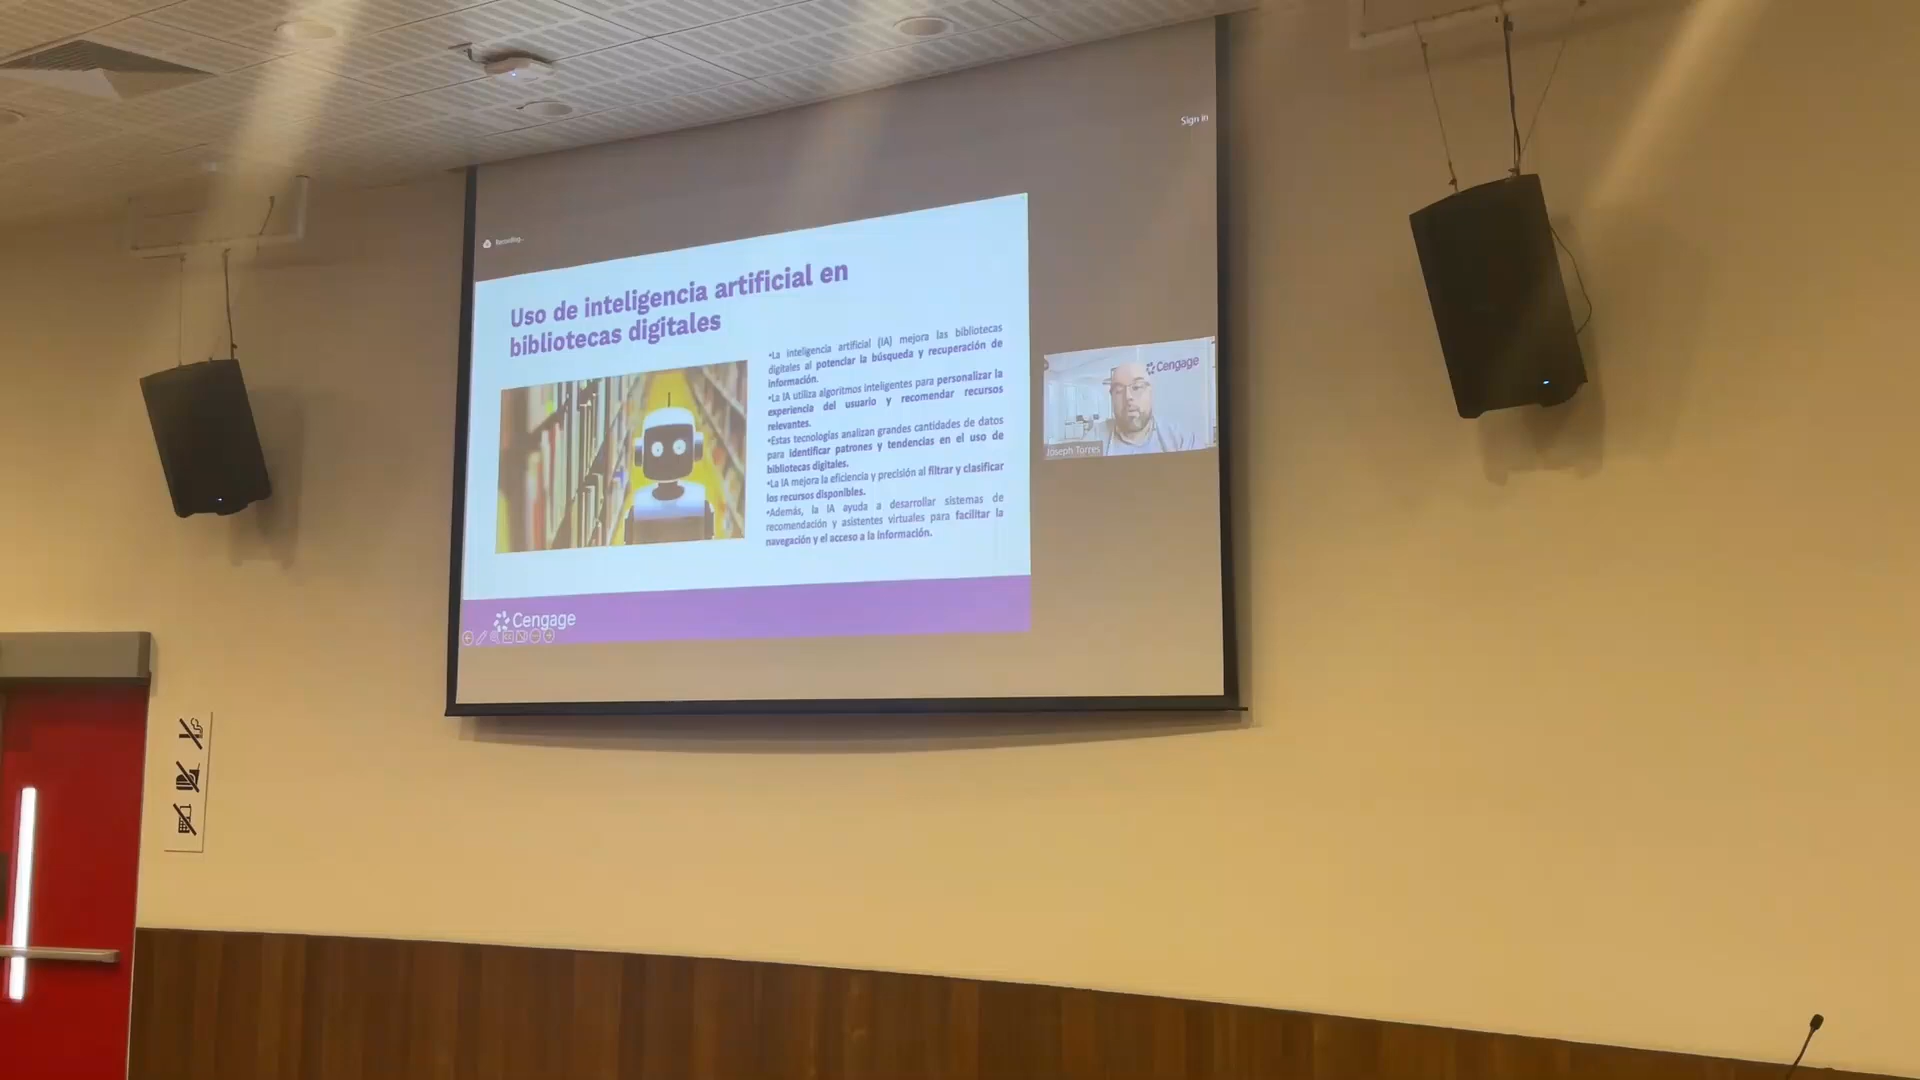 Sign in
Recording...
Uso de inteligencia artificial en
bibliotecas digitales
•La inteligencia artificial (IA) mejora las bibliotecas
digitales al potenciar la búsqueda y recuperación de
información.
•La IA utiliza algoritmos inteligentes para personalizar la
experiencia del usuario y recomendar recursos
relevantes.
•Estas tecnologías analizan grandes cantidades de datos
para identificar patrones y tendencias en el uso de
bibliotecas digitales.
•La IA mejora la eficiencia y precisión al filtrar y clasificar
los recursos disponibles.
•Además, la IA ayuda a desarrollar sistemas de
recomendación y asistentes virtuales para facilitar la
navegación y el acceso a la información.
Cengage
Joseph Torres
Cengage